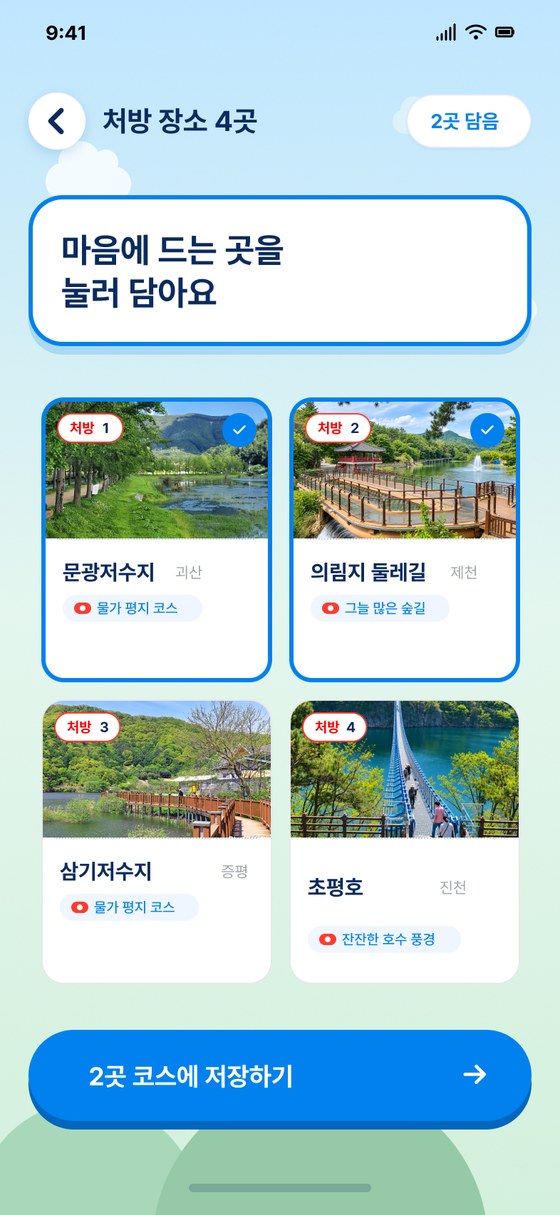 9:41
처방 장소 4곳
2곳 담음
마음에 드는 곳을
눌러 담아요
처방 1
처방 2
문광저수지 괴산
의림지 둘레길 제천
물가 평지 코스
그늘 많은 숲길
처방 3
처방 4
삼기저수지 증평
초평호 진천
물가 평지 코스
잔잔한 호수 풍경
2곳 코스에 저장하기